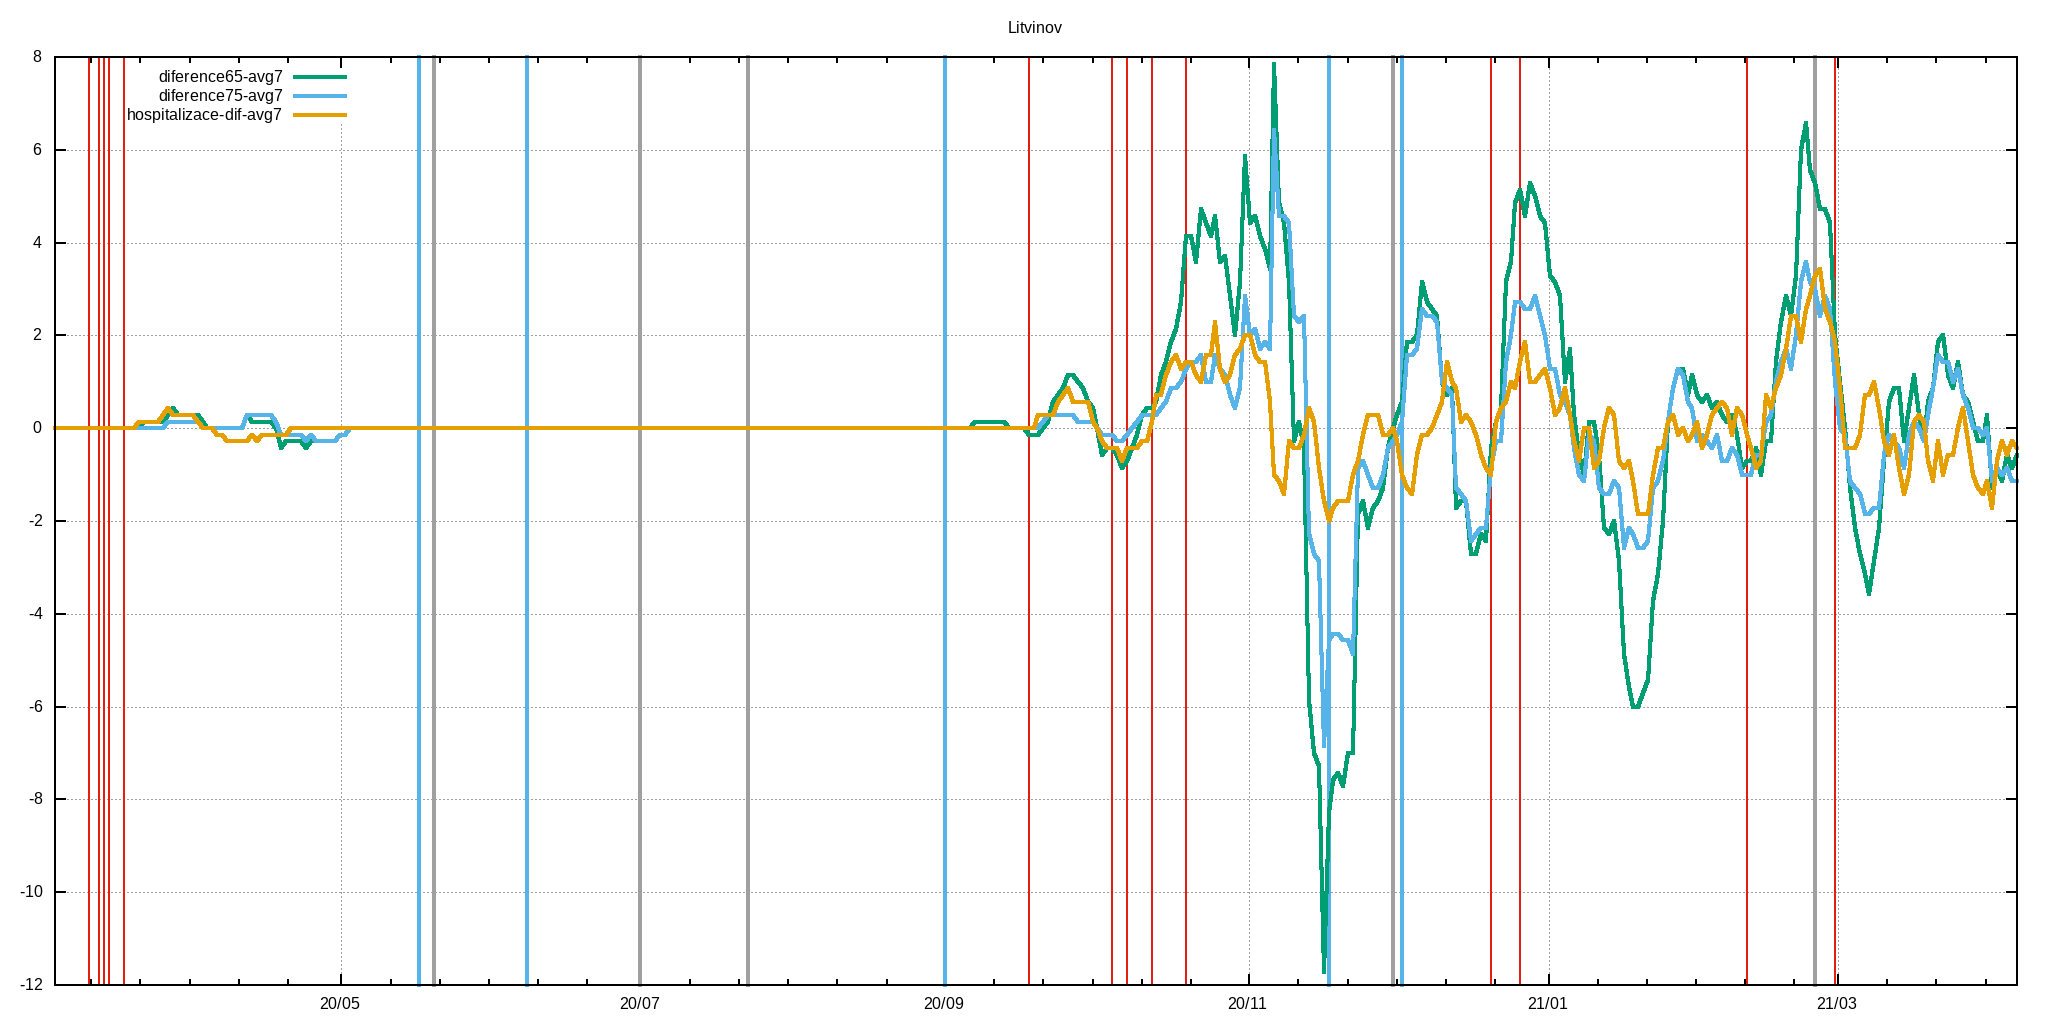 Litvinov
diference65-avg7
diference75-avg7
hospitalizace-dif-avg7
8
6
4
2
0
-2
-4
-6
-8
-10
-12
20/05 20/07 20/09 20/11 21/01 21/03